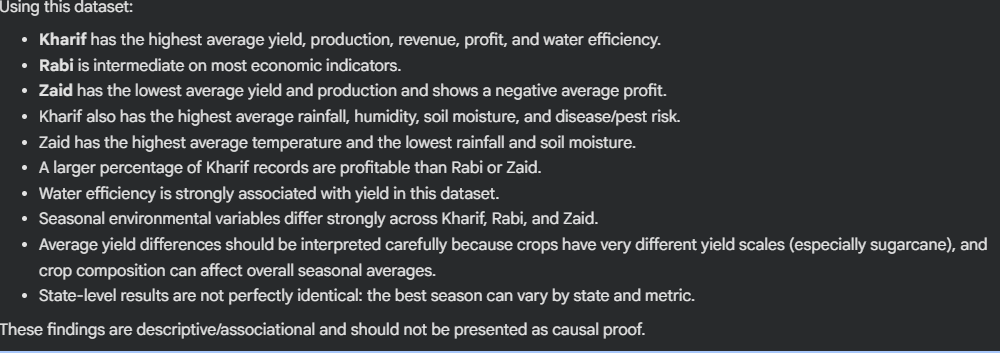 Using this dataset:
• Kharif has the highest average yield, production, revenue, profit, and water efficiency.
• Rabi is intermediate on most economic indicators.
• Zaid has the lowest average yield and production and shows a negative average profit.
• Kharif also has the highest average rainfall, humidity, soil moisture, and disease/pest risk.
• Zaid has the highest average temperature and the lowest rainfall and soil moisture.
• A larger percentage of Kharif records are profitable than Rabi or Zaid.
• Water efficiency is strongly associated with yield in this dataset.
• Seasonal environmental variables differ strongly across Kharif, Rabi, and Zaid.
• Average yield differences should be interpreted carefully because crops have very different yield scales (especially sugarcane), and
crop composition can affect overall seasonal averages.
• State-level results are not perfectly identical: the best season can vary by state and metric.
These findings are descriptive/associational and should not be presented as causal proof.